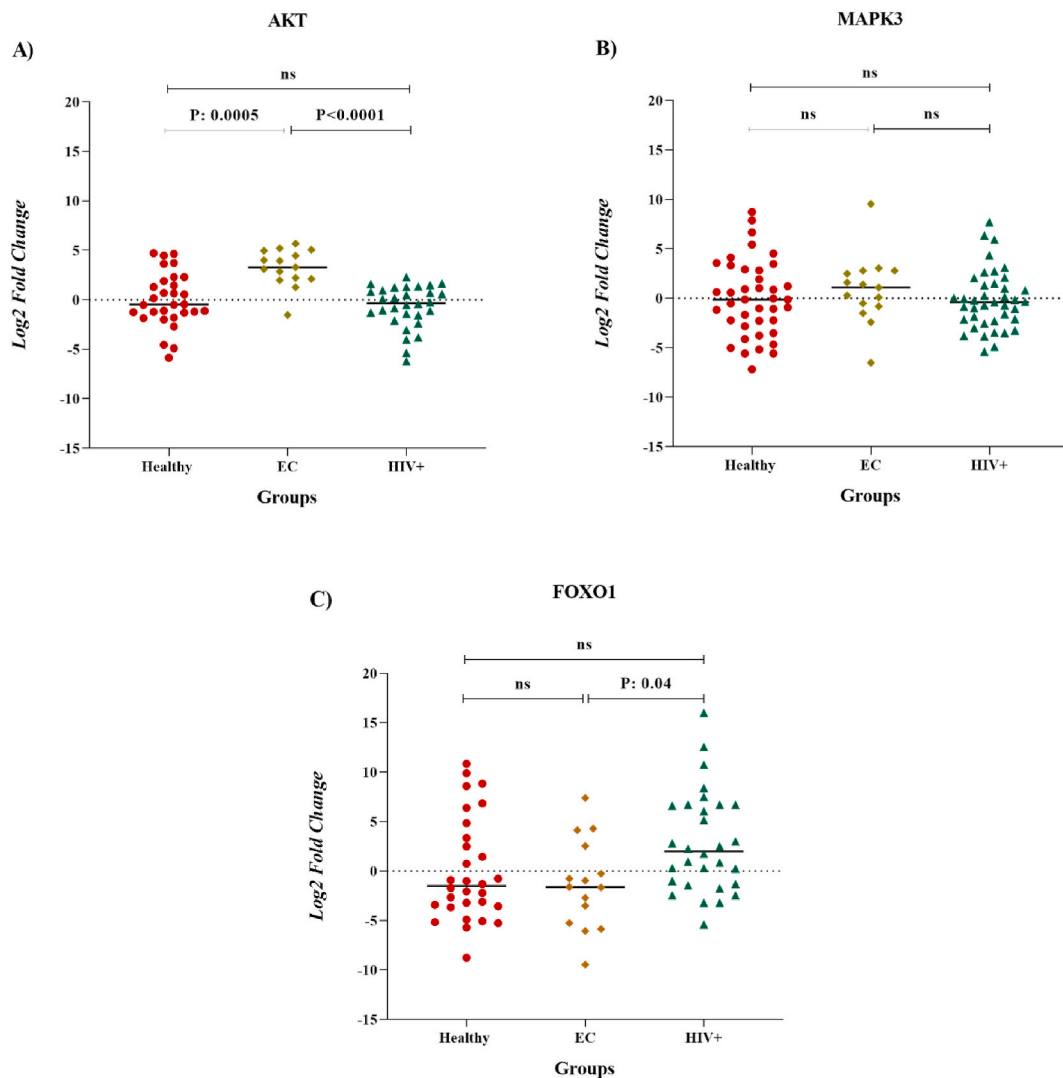 AKT
A)
ns
P: 0.0005
P<0.0001
20
15
10
5
0
-5
-10
-15
Log2 Fold Change
Healthy
EC
HIV+
Groups
MAPK3
B)
ns
ns
ns
20
15
10
5
0
-5
-10
-15
Log2 Fold Change
Healthy
EC
HIV+
Groups
FOXO1
C)
ns
ns
P: 0.04
20
15
10
5
0
-5
-10
-15
Log2 Fold Change
Healthy
EC
HIV+
Groups